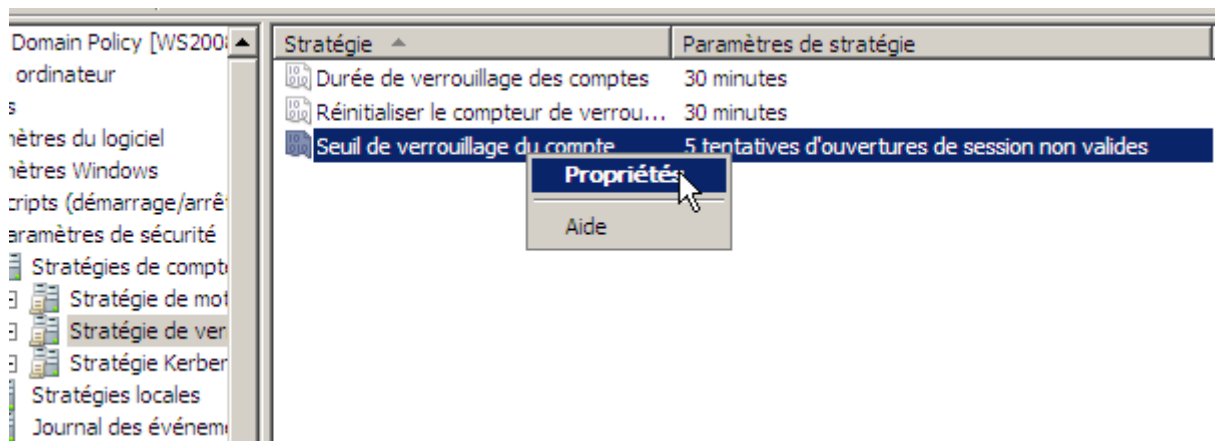 Domain Policy [WS200
ordinateur
s
nètres du logiciel
nètres Windows
cripts (démarrage/arrê
aramètres de sécurité
Stratégies de compt
Stratégie de mot
Stratégie de ver
Stratégie Kerber
Stratégies locales
Journal des événem
Stratégie Paramètres de stratégie
Durée de verrouillage des comptes 30 minutes
Réinitialiser le compteur de verrou... 30 minutes
Seuil de verrouillage du compte 5 tentatives d'ouvertures de session non valides
Propriétés
Aide